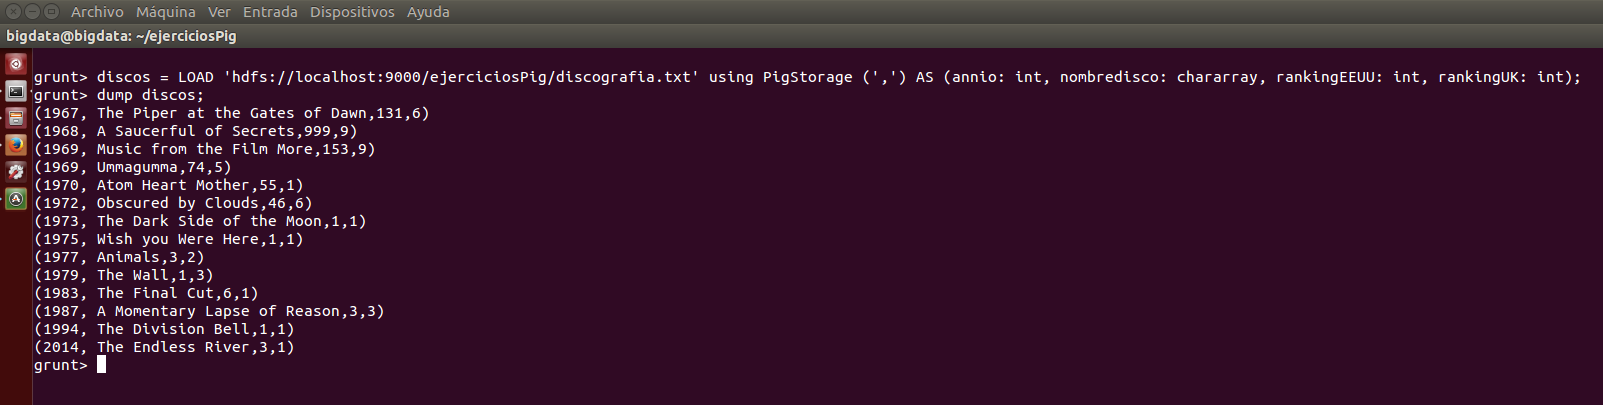 Archivo Máquina Ver Entrada Dispositivos Ayuda
bigdata@bigdata: ~/ejerciciosPig
grunt> discos = LOAD 'hdfs://localhost:9000/ejerciciosPig/discografia.txt' using PigStorage (',') AS (annio: int, nombredisco: chararray, rankingEEUU: int, rankingUK: int);
grunt> dump discos;
(1967, The Piper at the Gates of Dawn,131,6)
(1968, A Saucerful of Secrets,999,9)
(1969, Music from the Film More,153,9)
(1969, Ummagumma,74,5)
(1970, Atom Heart Mother,55,1)
(1972, Obscured by Clouds,46,6)
(1973, The Dark Side of the Moon,1,1)
(1975, Wish you Were Here,1,1)
(1977, Animals,3,2)
(1979, The Wall,1,3)
(1983, The Final Cut,6,1)
(1987, A Momentary Lapse of Reason,3,3)
(1994, The Division Bell,1,1)
(2014, The Endless River,3,1)
grunt>